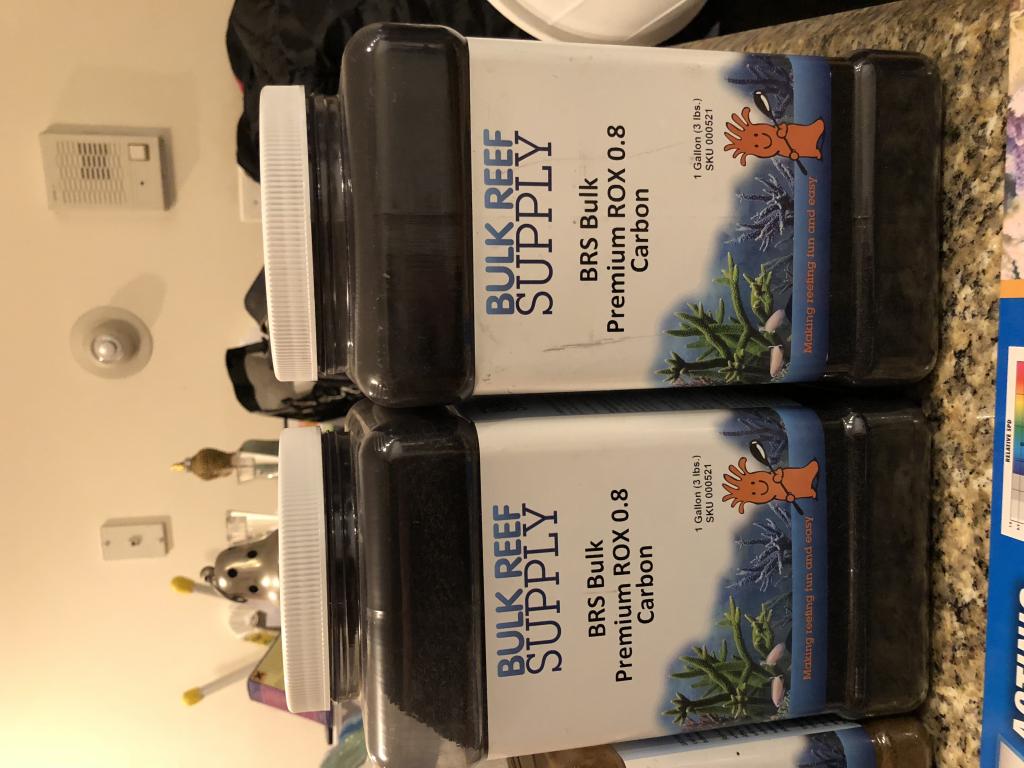 BULK REEF
SUPPLY
BRS Bulk
Premium ROX 0.8
Carbon
1 Gallon (3 lbs.)
SKU 000521
Making reefing fun and easy
BULK REEF
SUPPLY
BRS Bulk
Premium ROX 0.8
Carbon
1 Gallon (3 lbs.)
SKU 000521
Making reefing fun and easy
RELATIVE SPD